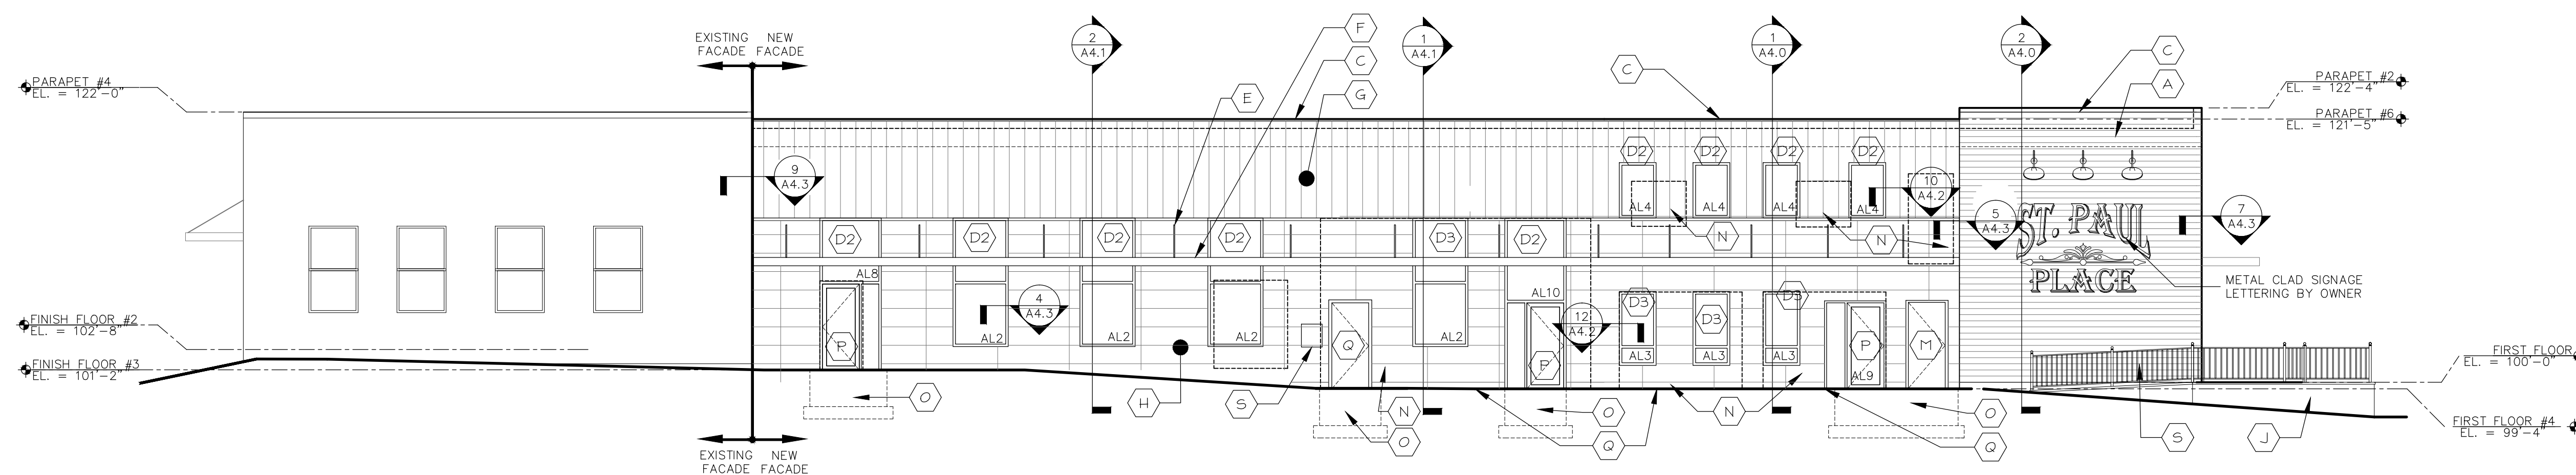 EXISTING NEW
FACADE FACADE
PARAPET #4
EL. = 122'-0"
2
A4.1
F
C
G
E
1
A4.1
C
1
A4.0
2
A4.0
C
A
PARAPET #2
EL. = 122'-4"
PARAPET #6
EL. = 121'-5"
9
A4.3
D2
D2
D2
D2
AL4
AL4
AL4
AL4
10
A4.2
5
A4.3
7
A4.3
ST. PAUL
PLACE
METAL CLAD SIGNAGE
LETTERING BY OWNER
N
N
D2
D2
D2
D2
D3
D2
AL8
AL10
D3
D3
D3
4
A4.3
12
A4.2
FINISH FLOOR #2
EL. = 102'-8"
FINISH FLOOR #3
EL. = 101'-2"
P
AL2
AL2
AL2
AL2
Q
P
AL3
AL3
AL3
P
AL9
M
FIRST FLOOR
EL. = 100'-0"
FIRST FLOOR #4
EL. = 99'-4"
O
H
S
N
O
O
Q
N
O
Q
S
J
EXISTING NEW
FACADE FACADE